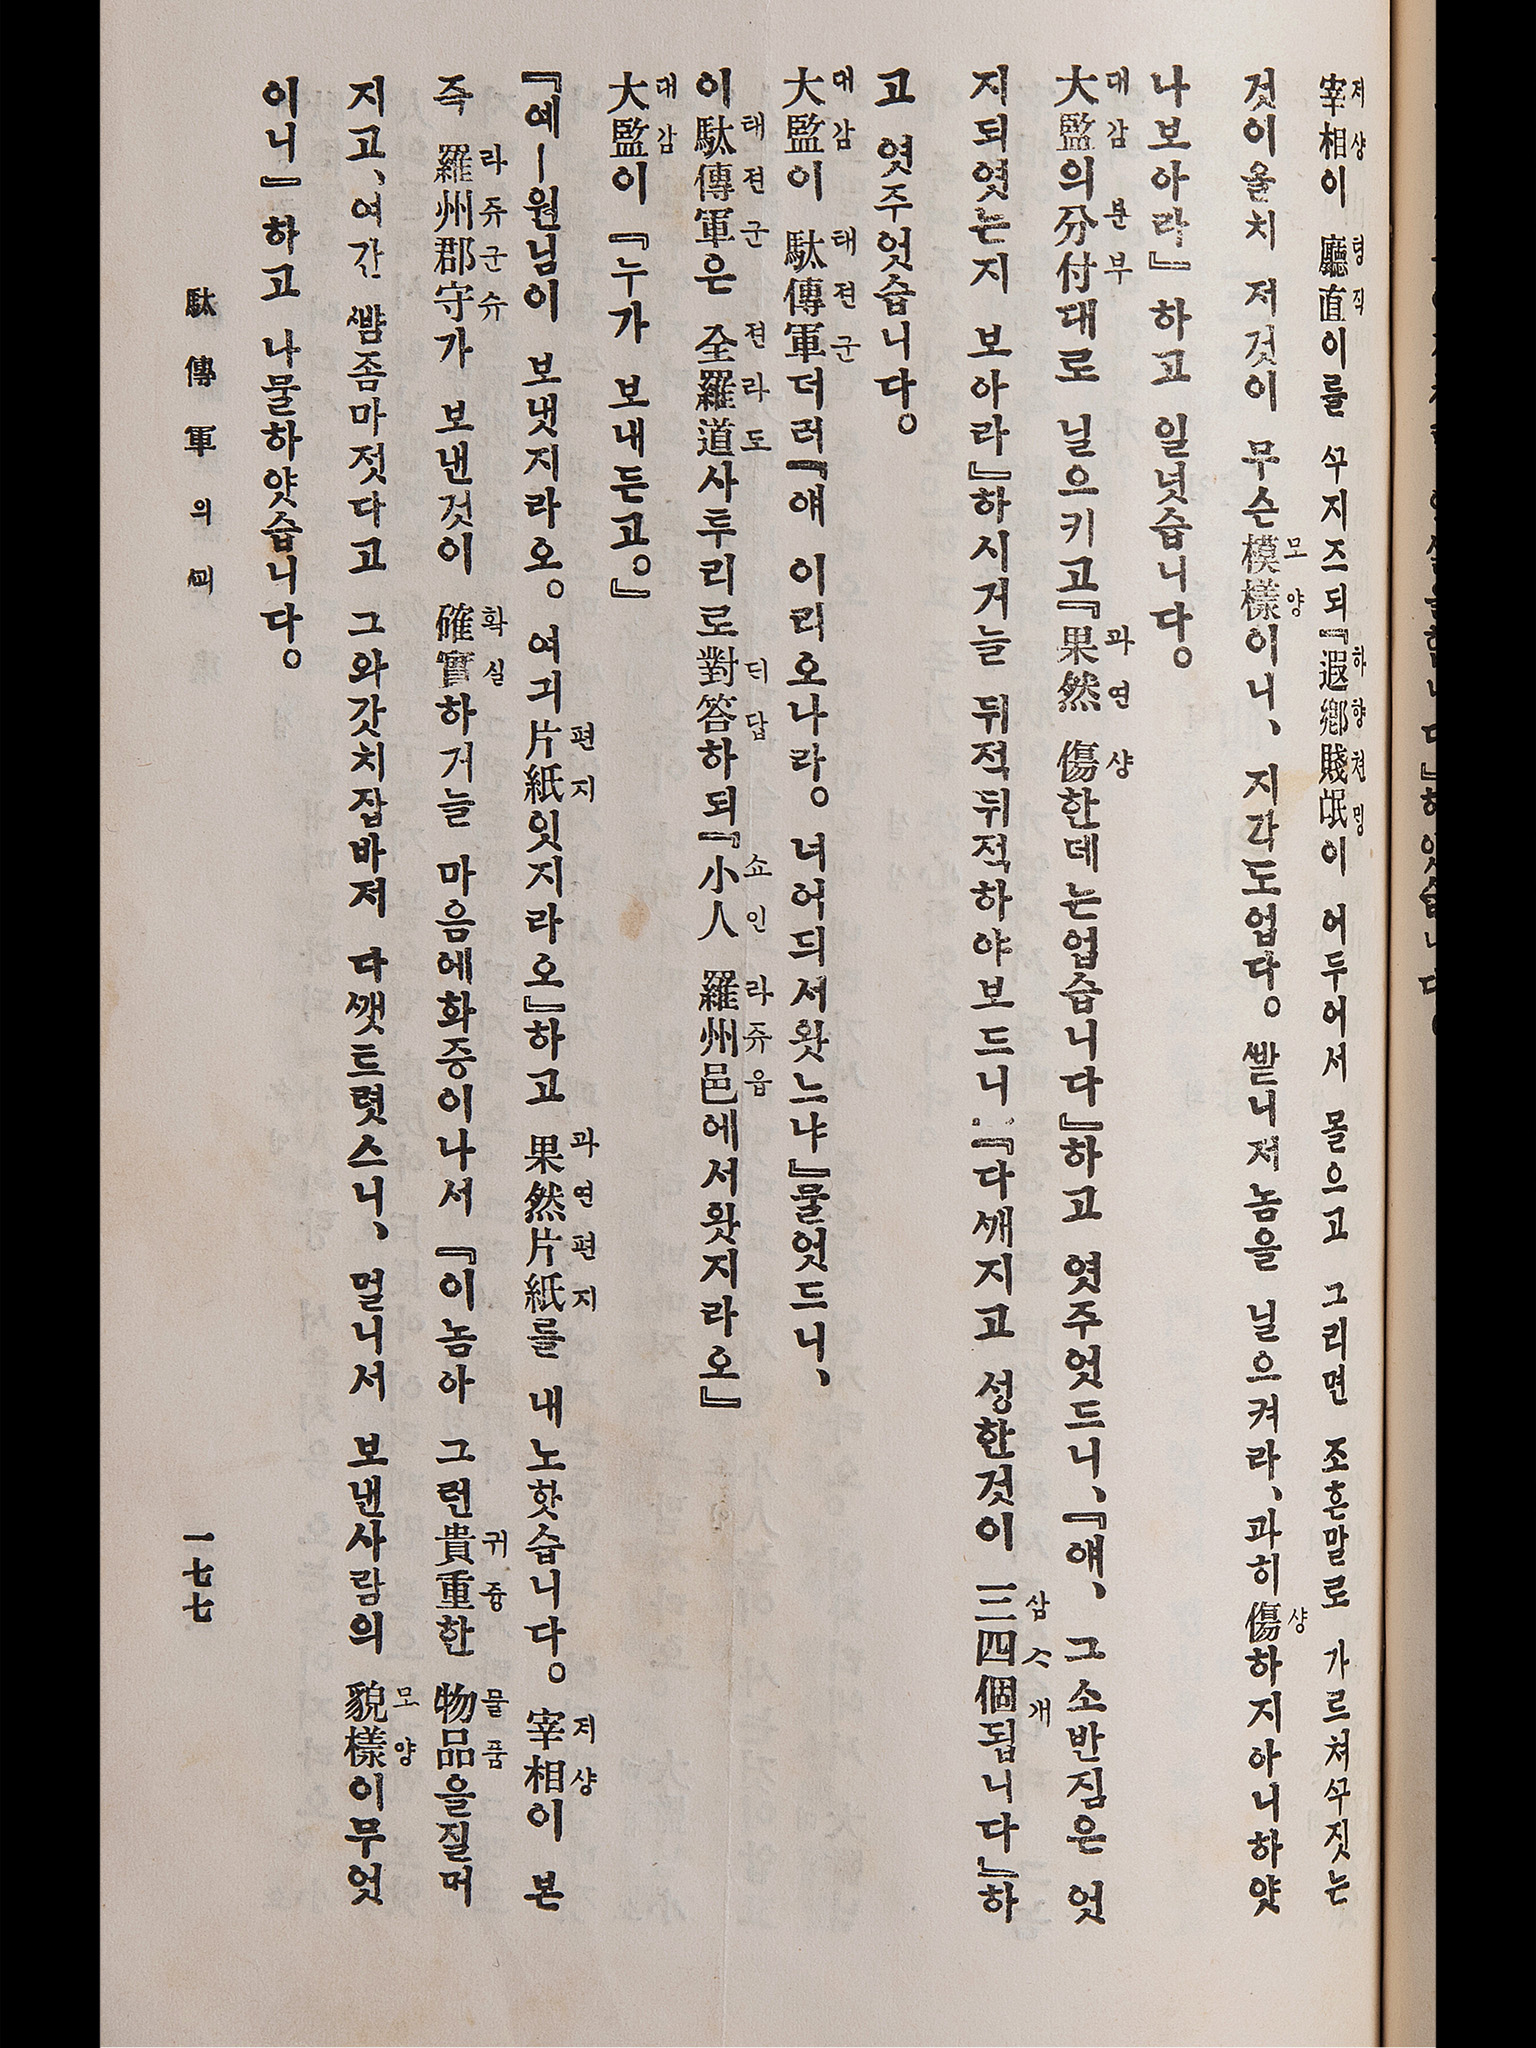 宰相이 廳直이를 ᄭᅮ지즈되『遐鄕賤氓이 어두어서 몰으고 그리면 조흔말로 가르쳐ᄭᅮ짓는
것이올치 저것이 무슨模樣이니、 지각도업다。 ᄲᅡᆯ니저놈을 닐으켜라、과히傷하지아니하얏
나보아라』하고 일넛습니다。
大監의分付대로 닐으키고『果然 傷한데는업습니다』하고 엿주엇드니、『얘、 그소반짐은 엇
지되엿는지 보아라』하시거늘 뒤적뒤적하야보드니『다ᄭᅢ지고 성한것이 三四個됩니다』하
고 엿주엇습니다。
大監이 駄傳軍더러『얘 이리오나라。 너어듸서왓느냐』물엇드니、
이駄傳軍은 全羅道사투리로對答하되『小人 羅州邑에서왓지라오』
大監이 『누가 보내든고。』
『예ー원님이 보냇지라오。 여긔片紙잇지라오』하고 果然片紙를 내노핫습니다。 宰相이 본
즉 羅州郡守가 보낸것이 確實하거늘 마음에화증이나서 『이놈아 그런貴重한 物品을질머
지고、여간 ᄲᅣᆷ좀마젓다고 그와갓치잡바저 다ᄭᅢᆺ트렷스니、 멀니서 보낸사람의 貌樣이무엇
이니』하고 나물하얏습니다。
駄傳軍의 回
一七七